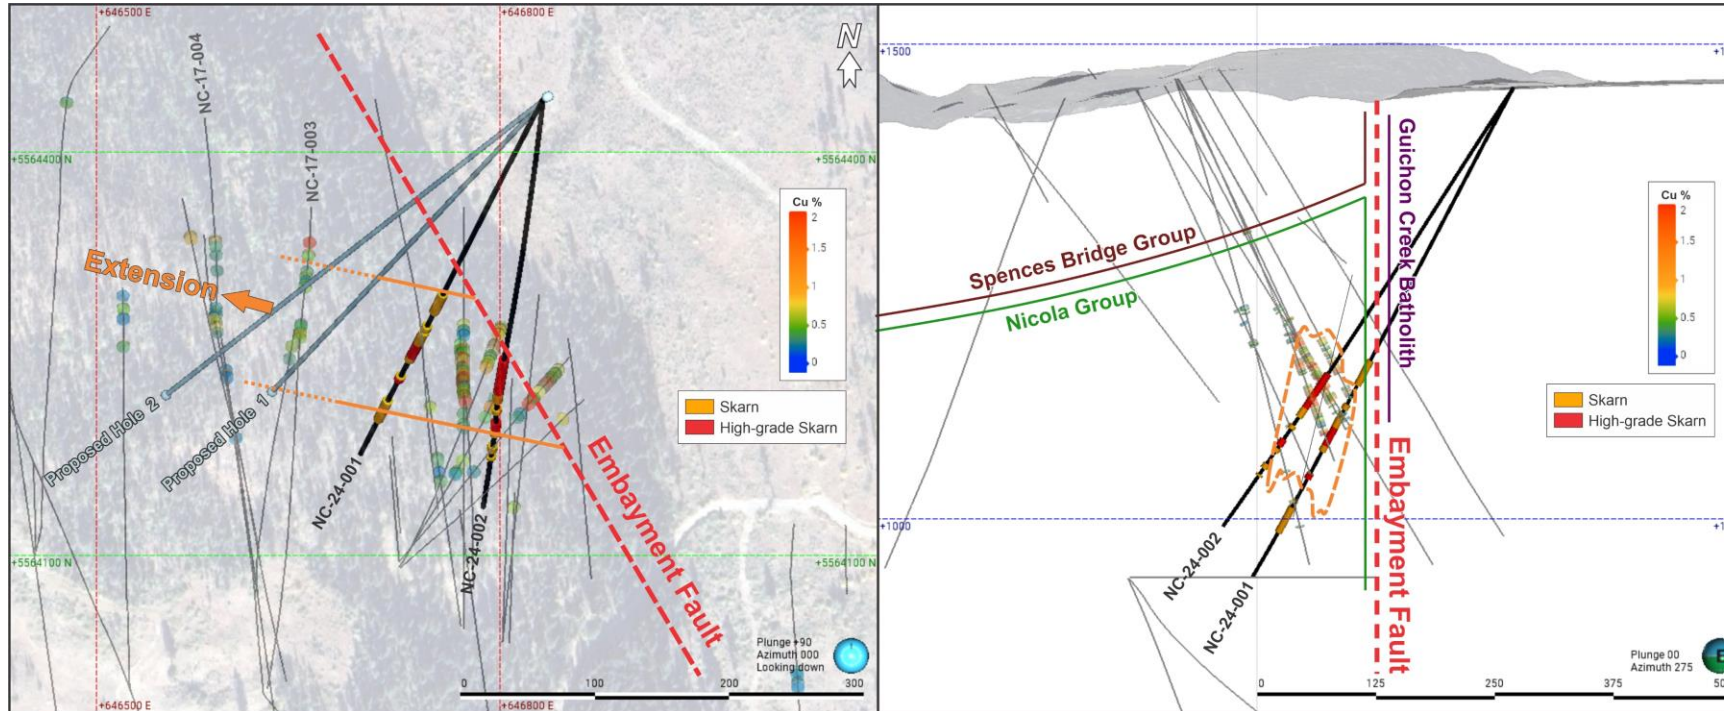 +646500 E
+646800 E
N
NC-17-004
NC-17-003
+5564400 N
+5564400 N
Cu %
2
1.5
1
0.5
0
Extension
Skarn
High-grade Skarn
Proposed Hole 2
Proposed Hole 1
NC-24-001
NC-24-002
Embayment Fault
+5564100 N
+5564100 N
Plunge +90
Azimuth 000
Looking down
+646500 E
+646800 E
0
100
200
300
+1500
Guichon Creek Batholith
Spences Bridge Group
Nicola Group
Cu %
2
1.5
1
0.5
0
Skarn
High-grade Skarn
Embayment Fault
+1000
NC-24-002
NC-24-001
Plunge 00
Azimuth 275
E
0
125
250
375